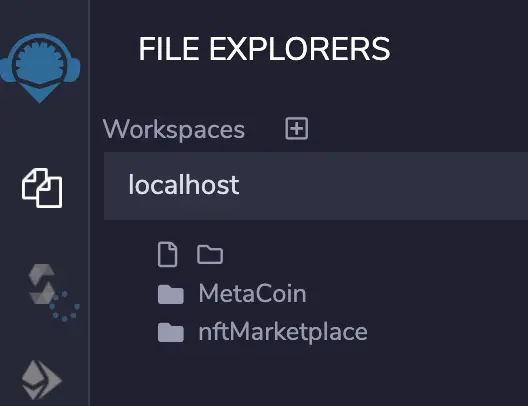 FILE EXPLORERS
Workspaces
localhost
MetaCoin
nftMarketplace